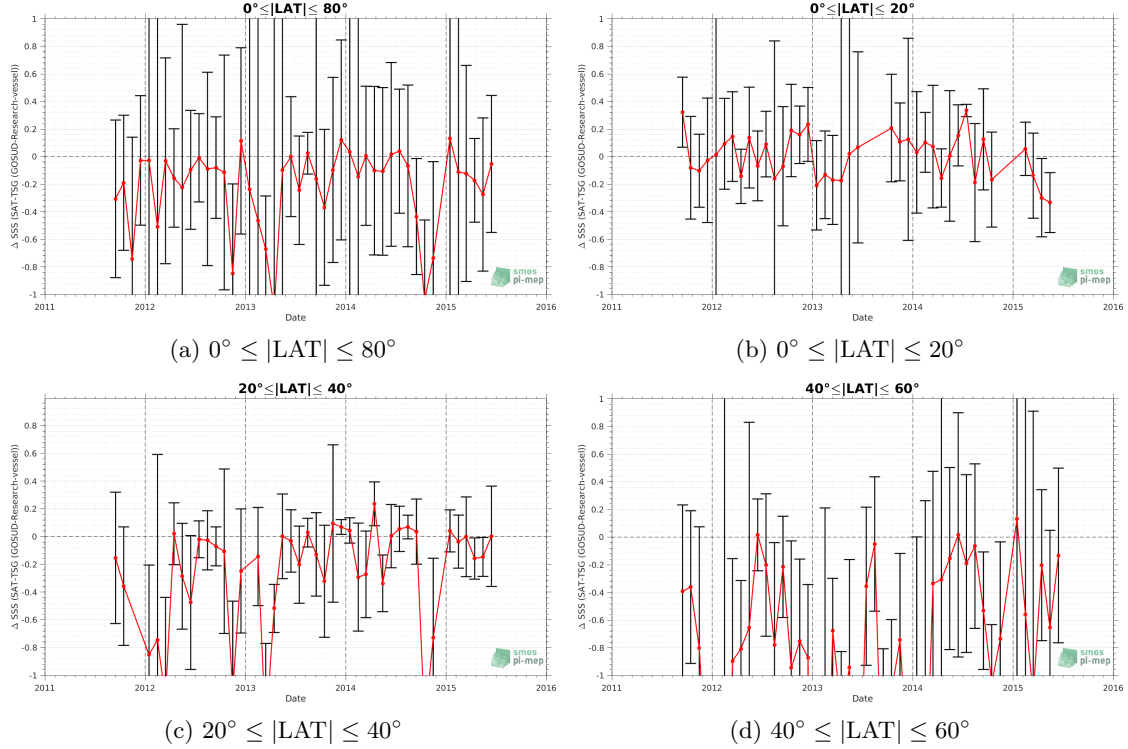 0°≤|LAT|≤ 80°
Δ SSS (SAT-TSG (GOSUD-Research-vessel))
1
0.8
0.6
0.4
0.2
0
-0.2
-0.4
-0.6
-0.8
-1
2011 2012 2013 2014 2015 2016
Date
smos
pi-mep
(a) 0° ≤ |LAT| ≤ 80°
0°≤|LAT|≤ 20°
Δ SSS (SAT-TSG (GOSUD-Research-vessel))
1
0.8
0.6
0.4
0.2
0
-0.2
-0.4
-0.6
-0.8
-1
2011 2012 2013 2014 2015 2016
Date
smos
pi-mep
(b) 0° ≤ |LAT| ≤ 20°
20°≤|LAT|≤ 40°
Δ SSS (SAT-TSG (GOSUD-Research-vessel))
0.8
0.6
0.4
0.2
0
-0.2
-0.4
-0.6
-0.8
-1
2011 2012 2013 2014 2015 2016
Date
smos
pi-mep
(c) 20° ≤ |LAT| ≤ 40°
40°≤|LAT|≤ 60°
Δ SSS (SAT-TSG (GOSUD-Research-vessel))
1
0.8
0.6
0.4
0.2
0
-0.2
-0.4
-0.6
-0.8
-1
2011 2012 2013 2014 2015 2016
Date
smos
pi-mep
(d) 40° ≤ |LAT| ≤ 60°